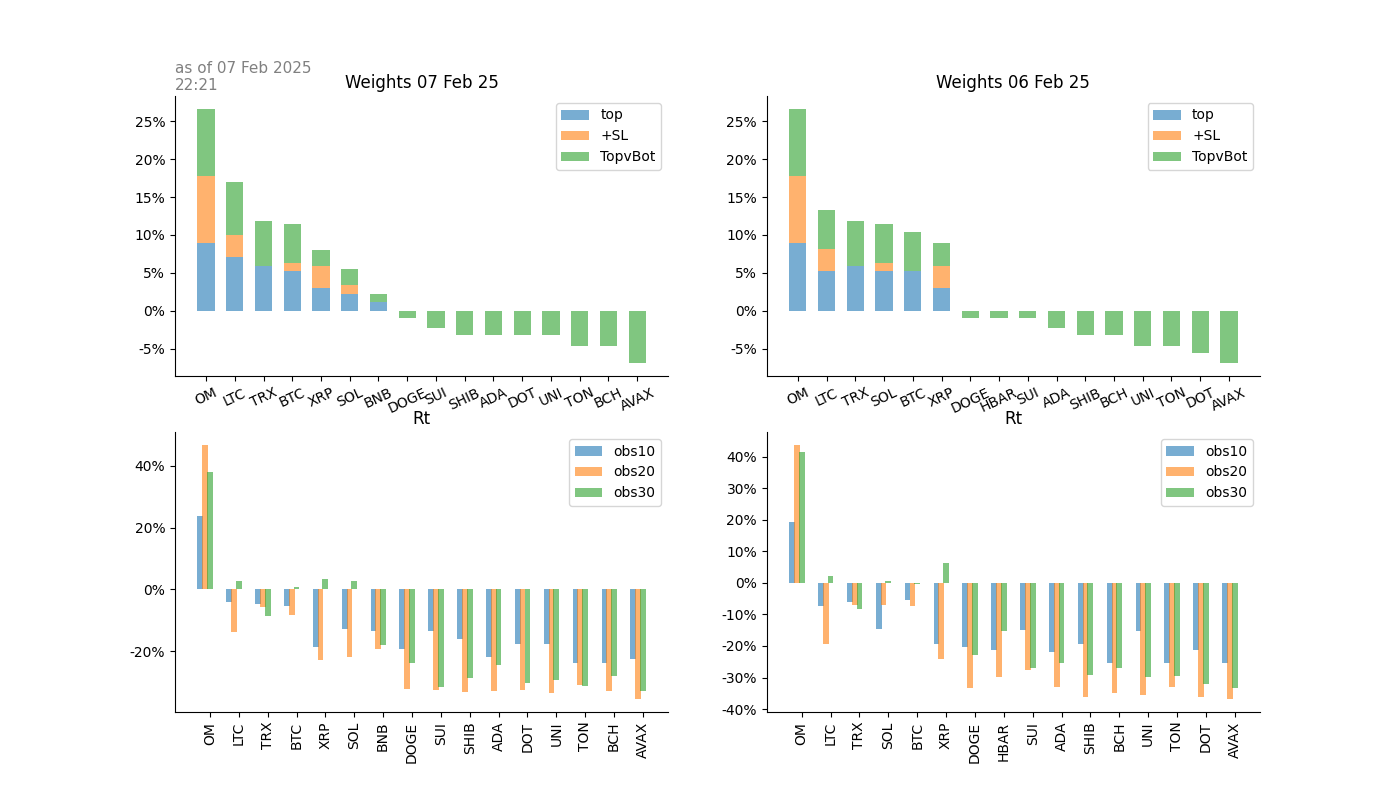 as of 07 Feb 2025
22:21
Weights 07 Feb 25
25%
20%
15%
10%
5%
0%
-5%
top
+SL
TopvBot
OM LTC TRX BTC XRP SOL BNB DOGE SUI SHIB ADA DOT UNI TON BCH AVAX
Weights 06 Feb 25
25%
20%
15%
10%
5%
0%
-5%
top
+SL
TopvBot
OM LTC TRX SOL BTC XRP DOGE HBAR SUI ADA SHIB BCH UNI TON DOT AVAX
Rt
40%
20%
0%
-20%
obs10
obs20
obs30
OM LTC TRX BTC XRP SOL BNB DOGE SUI SHIB ADA DOT UNI TON BCH AVAX
Rt
40%
30%
20%
10%
0%
-10%
-20%
-30%
-40%
obs10
obs20
obs30
OM LTC TRX SOL BTC XRP DOGE HBAR SUI ADA SHIB BCH UNI TON DOT AVAX